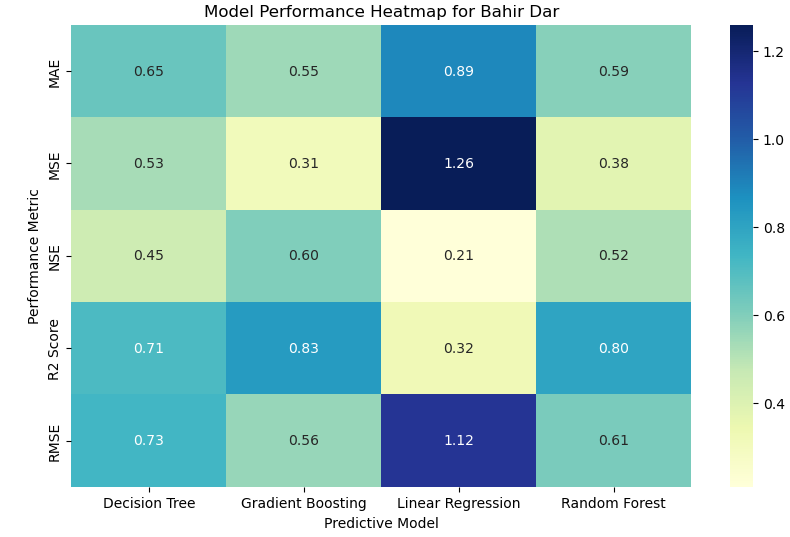 Model Performance Heatmap for Bahir Dar
Performance Metric
MAE 0.65 0.55 0.89 0.59
MSE 0.53 0.31 1.26 0.38
NSE 0.45 0.60 0.21 0.52
R2 Score 0.71 0.83 0.32 0.80
RMSE 0.73 0.56 1.12 0.61
Decision Tree Gradient Boosting Linear Regression Random Forest
Predictive Model
1.2
1.0
0.8
0.6
0.4